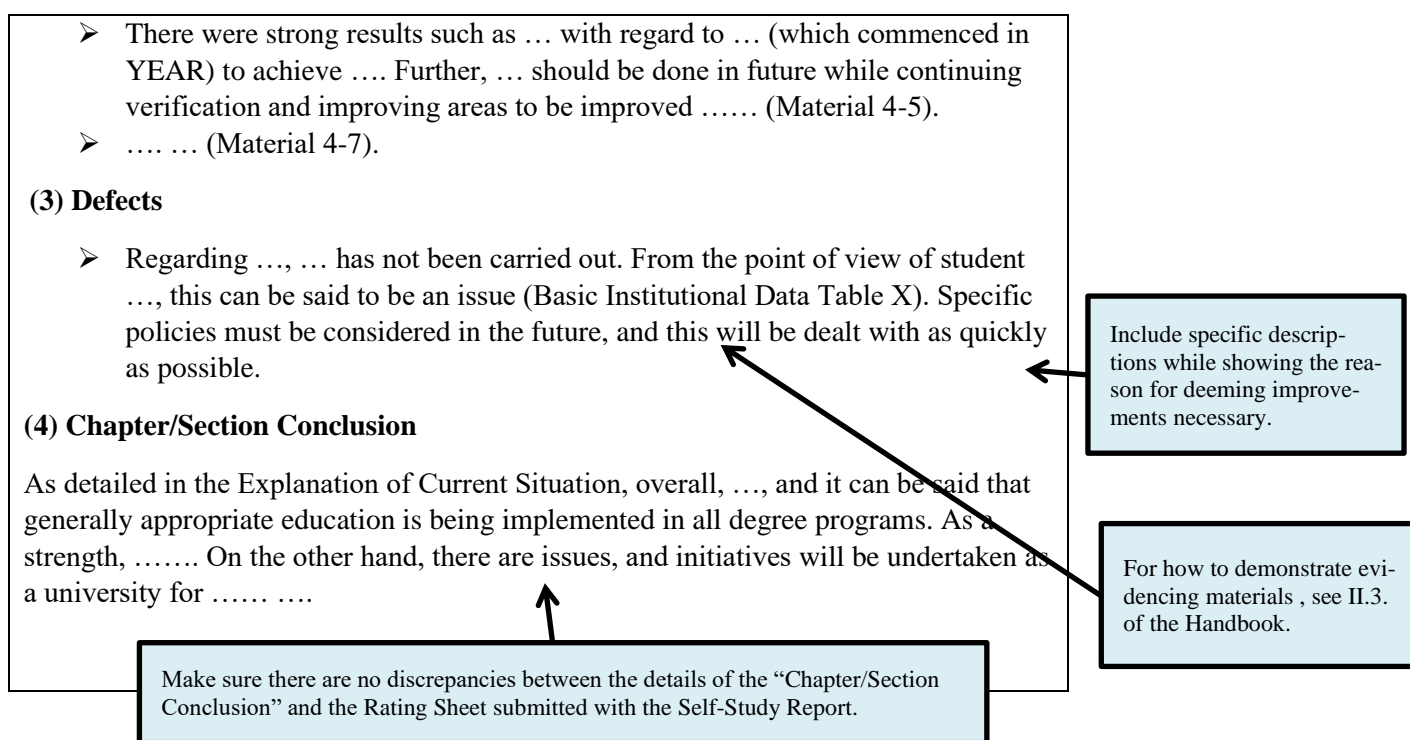 ➢ There were strong results such as … with regard to … (which commenced in
YEAR) to achieve …. Further, … should be done in future while continuing
verification and improving areas to be improved …… (Material 4-5).
➢ …. … (Material 4-7).
(3) Defects
➢ Regarding …, … has not been carried out. From the point of view of student
…, this can be said to be an issue (Basic Institutional Data Table X). Specific
policies must be considered in the future, and this will be dealt with as quickly
as possible.
Include specific descrip-
tions while showing the rea-
son for deeming improve-
ments necessary.
(4) Chapter/Section Conclusion
As detailed in the Explanation of Current Situation, overall, …, and it can be said that
generally appropriate education is being implemented in all degree programs. As a
strength, ……. On the other hand, there are issues, and initiatives will be undertaken as
a university for …… ….
For how to demonstrate evi-
dencing materials , see II.3.
of the Handbook.
Make sure there are no discrepancies between the details of the “Chapter/Section
Conclusion” and the Rating Sheet submitted with the Self-Study Report.